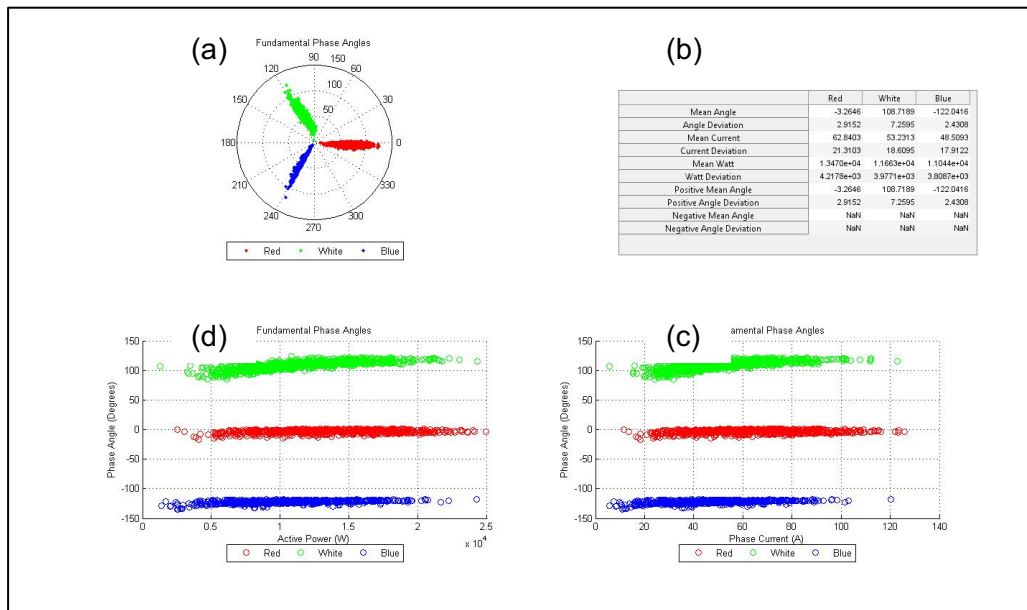 (a)
Fundamental Phase Angles
90
150
120
60
100
150
30
50
180
0
210
330
240
300
270
Red
White
Blue
(b)
Red
White
Blue
Mean Angle
-3.2646
108.7189
-122.0416
Angle Deviation
2.9152
7.2595
2.4308
Mean Current
62.8403
53.2313
48.5093
Current Deviation
21.3103
18.6095
17.9122
Mean Watt
1.3470e+04
1.1663e+04
1.1044e+04
Watt Deviation
4.2178e+03
3.9771e+03
3.8087e+03
Positive Mean Angle
-3.2646
108.7189
-122.0416
Positive Angle Deviation
2.9152
7.2595
2.4308
Negative Mean Angle
NaN
NaN
NaN
Negative Angle Deviation
NaN
NaN
NaN
(d)
Fundamental Phase Angles
150
100
50
0
-50
-100
-150
Phase Angle (Degrees)
0
0.5
1
1.5
2
2.5
x 10^4
Active Power (W)
Red
White
Blue
(c)
amental Phase Angles
150
100
50
0
-50
-100
-150
Phase Angle (Degrees)
0
20
40
60
80
100
120
140
Phase Current (A)
Red
White
Blue